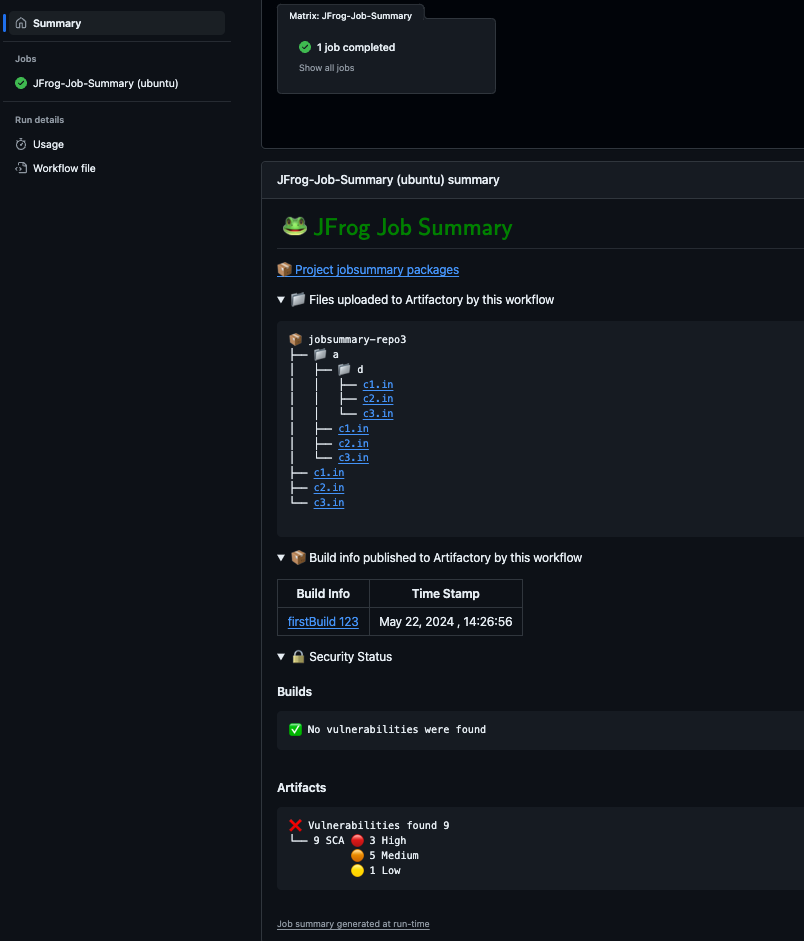 Summary
Jobs
JFrog-Job-Summary (ubuntu)
Run details
Usage
Workflow file
Matrix: JFrog-Job-Summary
1 job completed
Show all jobs
JFrog-Job-Summary (ubuntu) summary
🐸 JFrog Job Summary
📦 Project jobsummary packages
▼ 📁 Files uploaded to Artifactory by this workflow
📦 jobsummary-repo3
├── 📁 a
│   ├── 📁 d
│   │   ├── c1.in
│   │   ├── c2.in
│   │   └── c3.in
│   ├── c1.in
│   ├── c2.in
│   └── c3.in
├── c1.in
├── c2.in
└── c3.in
▼ 📦 Build info published to Artifactory by this workflow
Build Info Time Stamp
firstBuild 123 May 22, 2024 , 14:26:56
▼ 🔒 Security Status
Builds
✅ No vulnerabilities were found
Artifacts
❌ Vulnerabilities found 9
└── 9 SCA 🔴 3 High
🟠 5 Medium
🟡 1 Low
Job summary generated at run-time